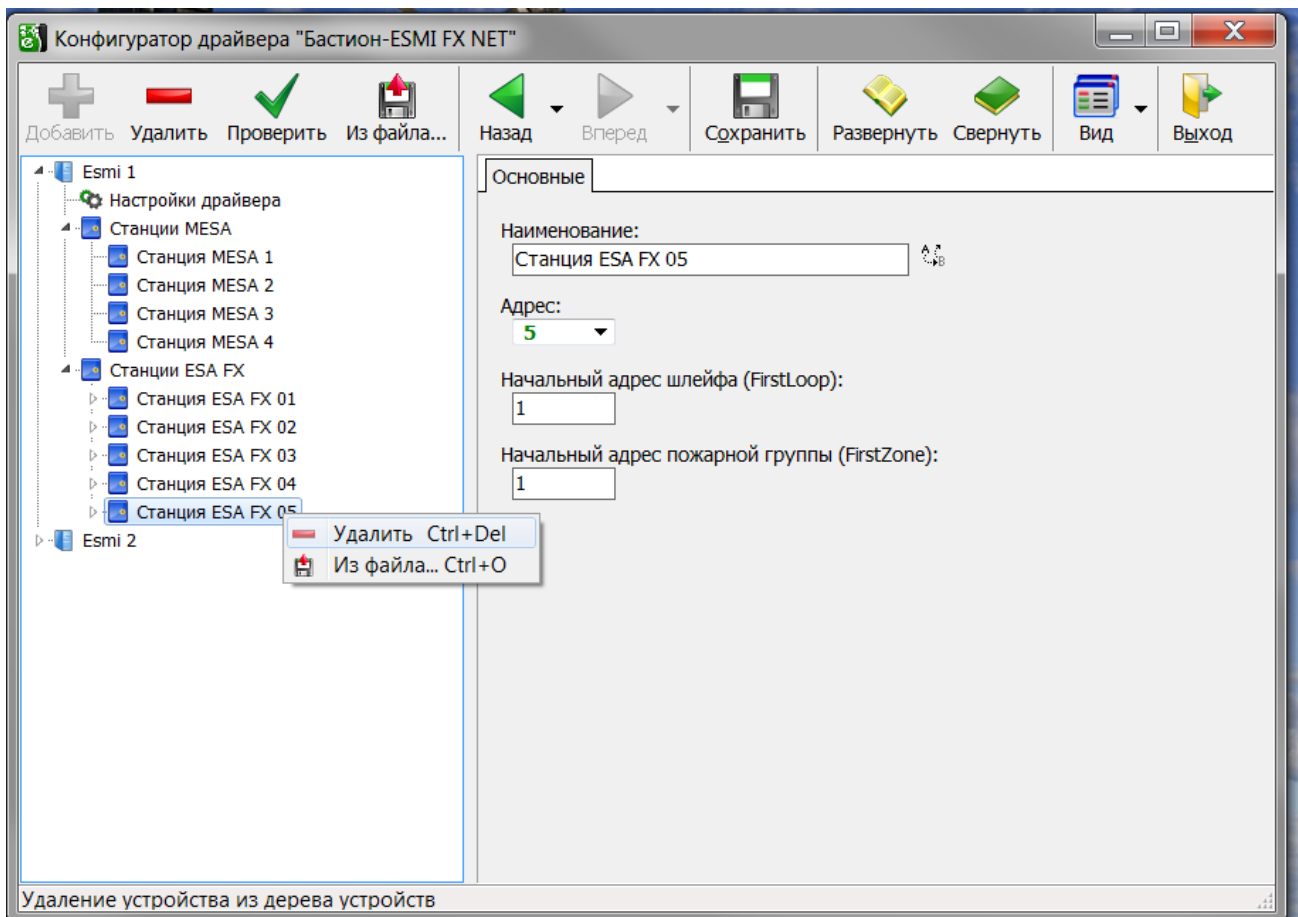 Конфигуратор драйвера "Бастион-ESMI FX NET"
Добавить Удалить Проверить Из файла... Назад Вперед Сохранить Развернуть Свернуть Вид Выход
Esmi 1
Настройки драйвера
Станции MESA
Станция MESA 1
Станция MESA 2
Станция MESA 3
Станция MESA 4
Станции ESA FX
Станция ESA FX 01
Станция ESA FX 02
Станция ESA FX 03
Станция ESA FX 04
Станция ESA FX 05
Esmi 2
Удалить Ctrl+Del
Из файла... Ctrl+O
Основные
Наименование:
Станция ESA FX 05
A
B
Адрес:
5
Начальный адрес шлейфа (FirstLoop):
1
Начальный адрес пожарной группы (FirstZone):
1
Удаление устройства из дерева устройств